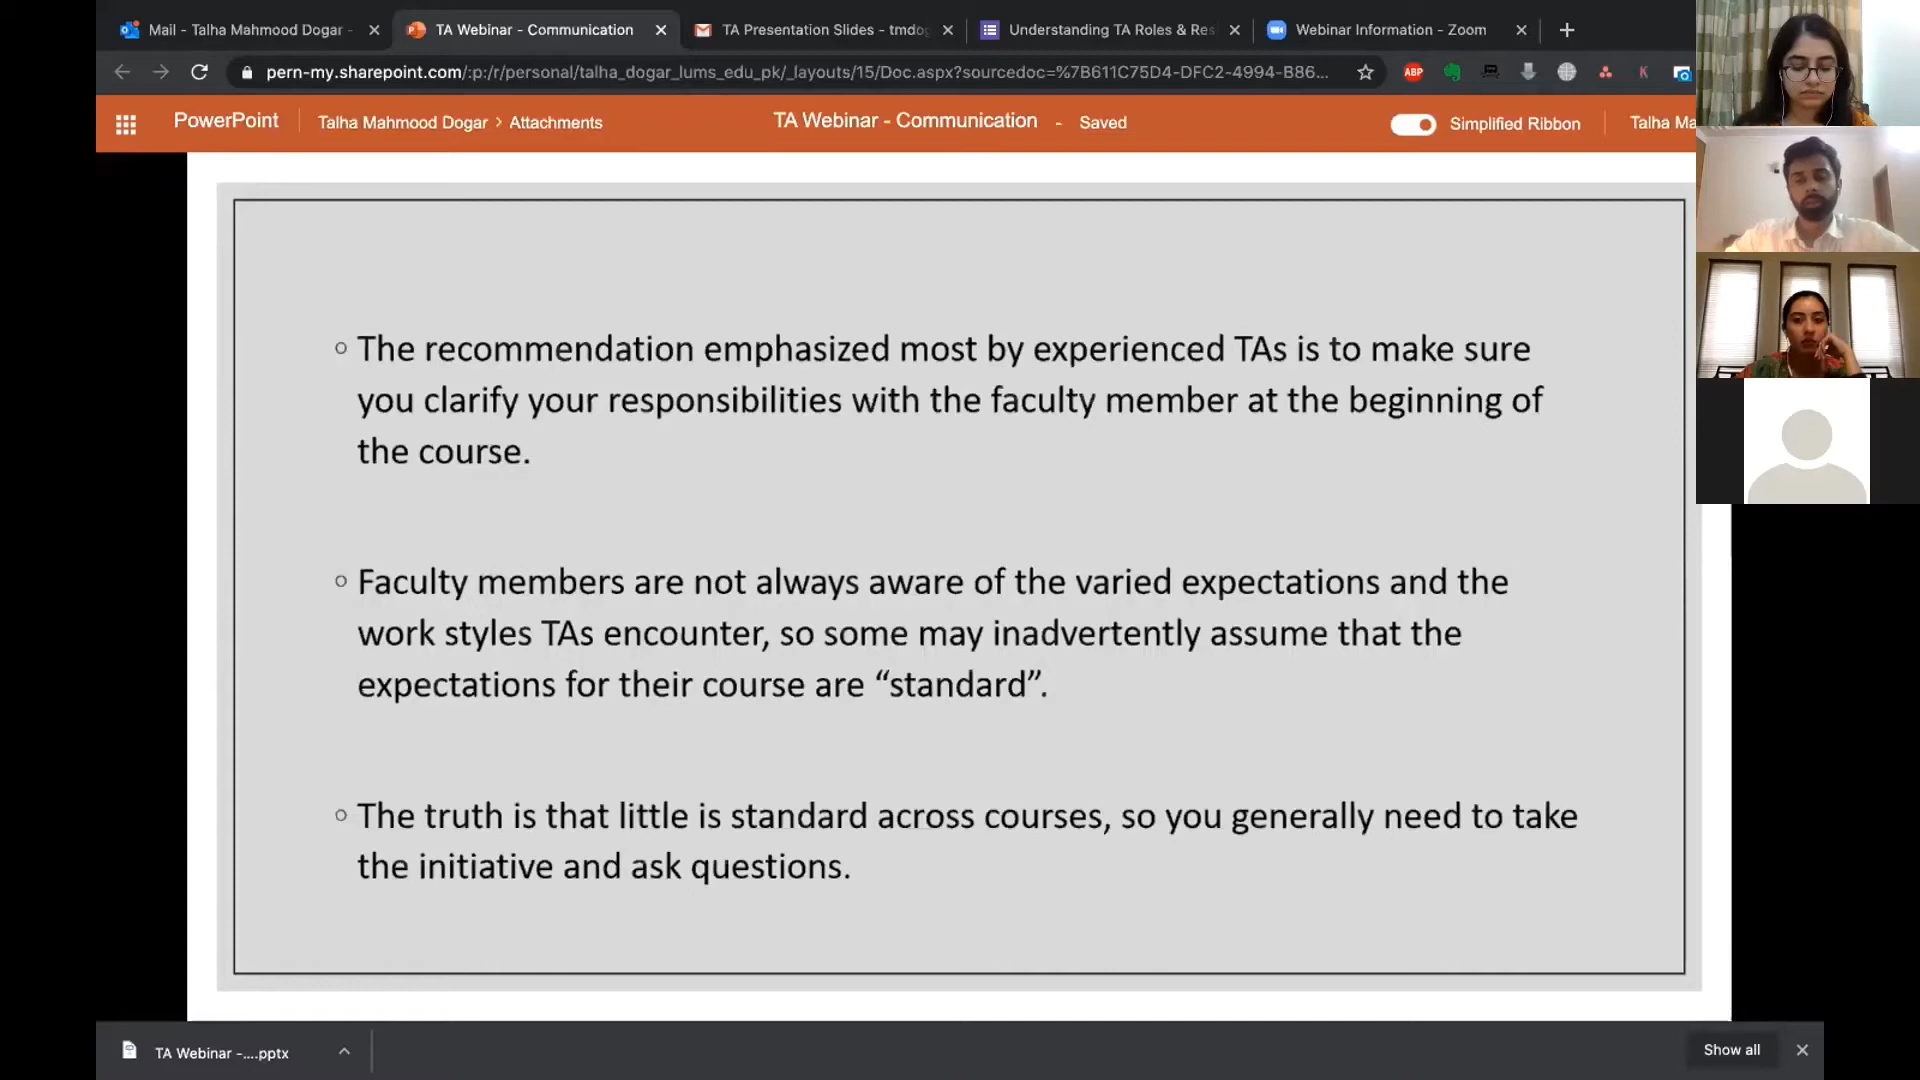 Mail - Talha Mahmood Dogar -
TA Webinar - Communication
TA Presentation Slides - tmdog
Understanding TA Roles & Res
Webinar Information - Zoom
pern-my.sharepoint.com/:p:/r/personal/talha_dogar_lums_edu_pk/_layouts/15/Doc.aspx?sourcedoc=%7B611C75D4-DFC2-4994-B86...
ABP
K
PowerPoint
Talha Mahmood Dogar > Attachments
TA Webinar - Communication - Saved
Simplified Ribbon
Talha Ma
The recommendation emphasized most by experienced TAs is to make sure
you clarify your responsibilities with the faculty member at the beginning of
the course.
Faculty members are not always aware of the varied expectations and the
work styles TAs encounter, so some may inadvertently assume that the
expectations for their course are “standard”.
The truth is that little is standard across courses, so you generally need to take
the initiative and ask questions.
TA Webinar -....pptx
Show all